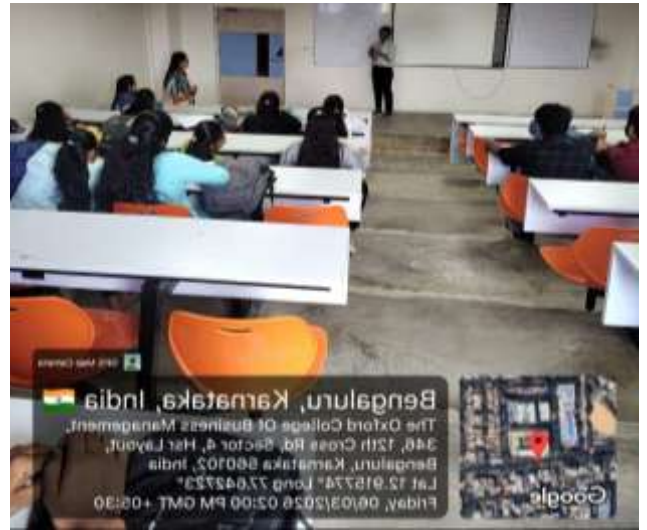 GPS Map Camera
Bengaluru, Karnataka, India
The Oxford College Of Business Management,
346, 12th Cross Rd, Sector 4, Hsr Layout,
Bengaluru, Karnataka 560102, India
Lat 12.915774° Long 77.642723°
Friday, 06/03/2026 02:00 PM GMT +05:30
Google